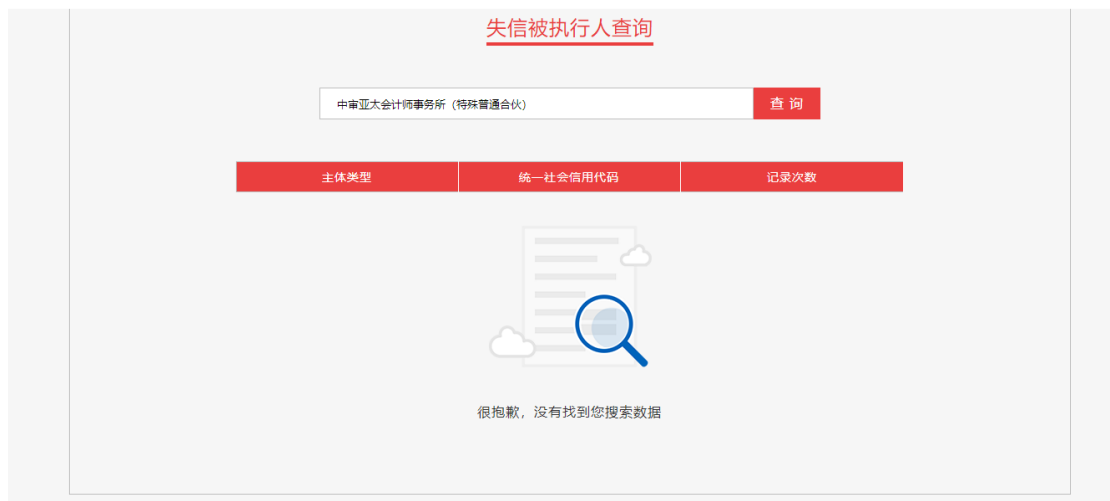 失信被执行人查询
中审亚太会计师事务所（特殊普通合伙）
查 询
主体类型 统一社会信用代码 记录次数
很抱歉，没有找到您搜索数据